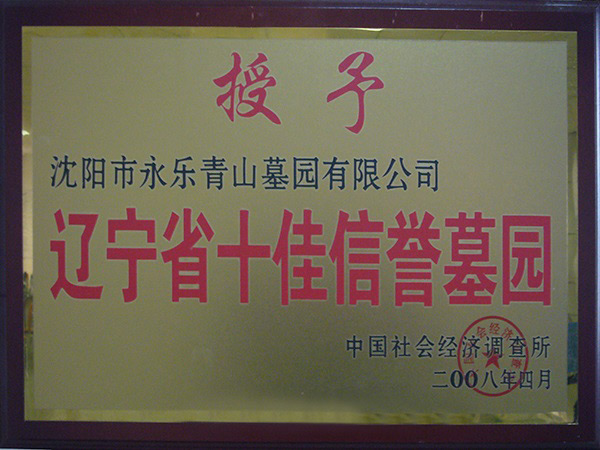 授予
沈阳市永乐青山墓园有限公司
辽宁省十佳信誉墓园
中国社会经济调查所
二00八年四月